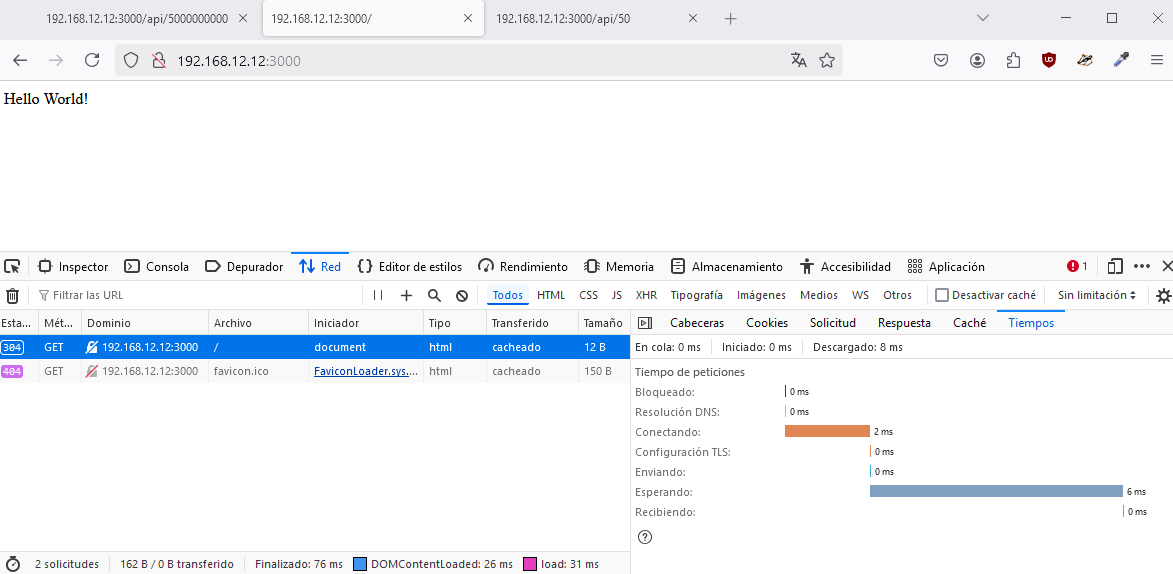 192.168.12.12:3000/api/5000000000
192.168.12.12:3000/
192.168.12.12:3000/api/50
192.168.12.12:3000
Hello World!
Inspector Consola Depurador Red Editor de estilos Rendimiento Memoria Almacenamiento Accesibilidad Aplicación 1
Filtrar las URL Todos HTML CSS JS XHR Tipografía Imágenes Medios WS Otros Desactivar caché Sin limitación
Esta... Mét... Dominio Archivo Iniciador Tipo Transferido Tamaño
304 GET 192.168.12.12:3000 / document html cacheado 12 B
404 GET 192.168.12.12:3000 favicon.ico FaviconLoader.sys.... html cacheado 150 B
Cabeceras Cookies Solicitud Respuesta Caché Tiempos
En cola: 0 ms Iniciado: 0 ms Descargado: 8 ms
Tiempo de peticiones
Bloqueado: 0 ms
Resolución DNS: 0 ms
Conectando: 2 ms
Configuración TLS: 0 ms
Enviando: 0 ms
Esperando: 6 ms
Recibiendo: 0 ms
2 solicitudes 162 B / 0 B transferido Finalizado: 76 ms DOMContentLoaded: 26 ms load: 31 ms